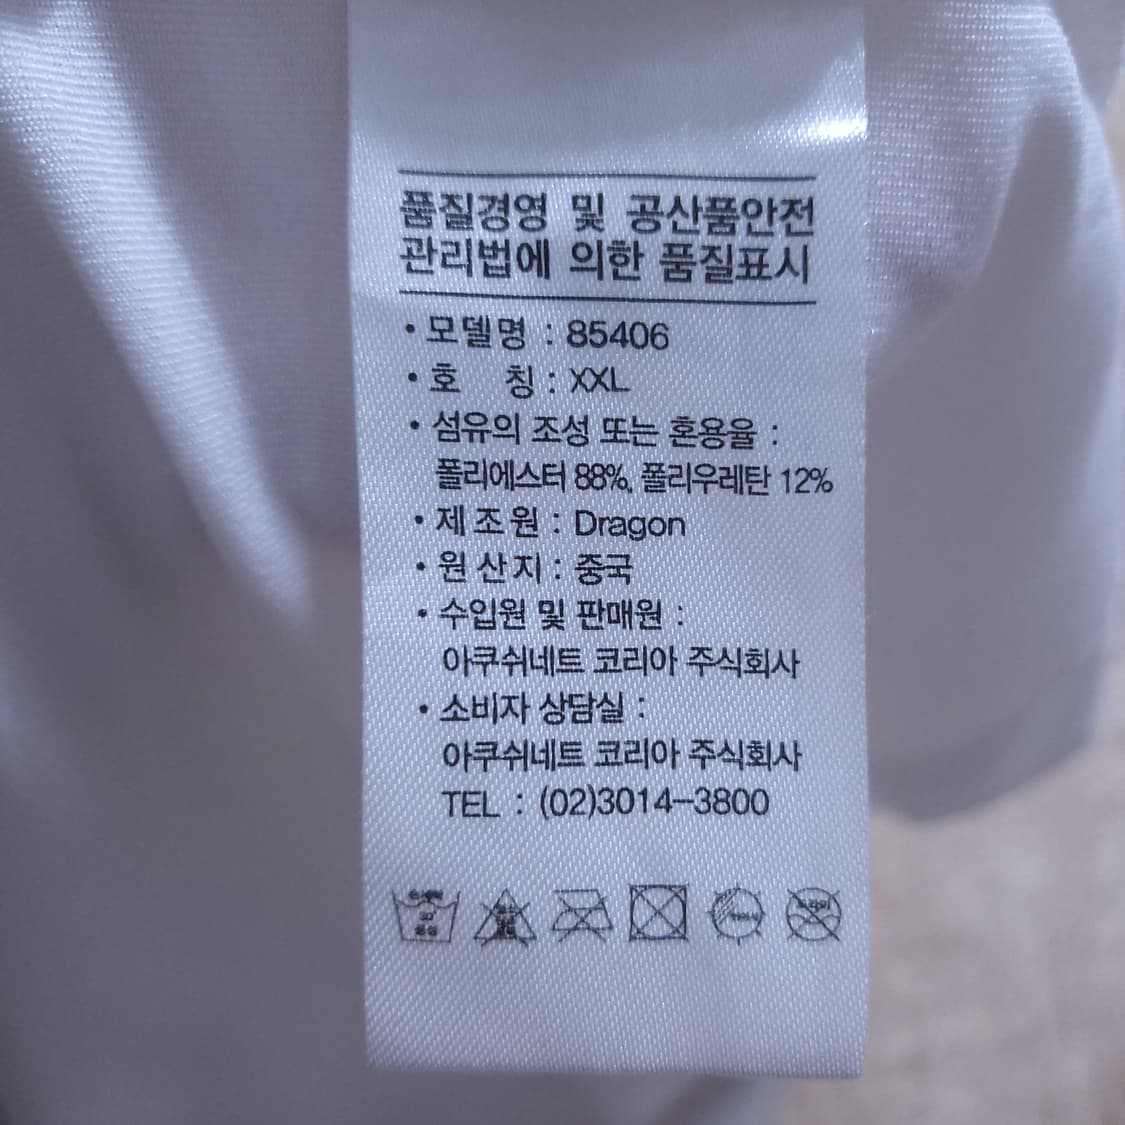 품질경영 및 공산품안전
관리법에 의한 품질표시
• 모델명 : 85406
• 호 칭 : XXL
• 섬유의 조성 또는 혼용율 :
폴리에스터 88%, 폴리우레탄 12%
• 제조원 : Dragon
• 원산지 : 중국
• 수입원 및 판매원 :
아쿠쉬네트 코리아 주식회사
• 소비자 상담실 :
아쿠쉬네트 코리아 주식회사
TEL : (02)3014-3800